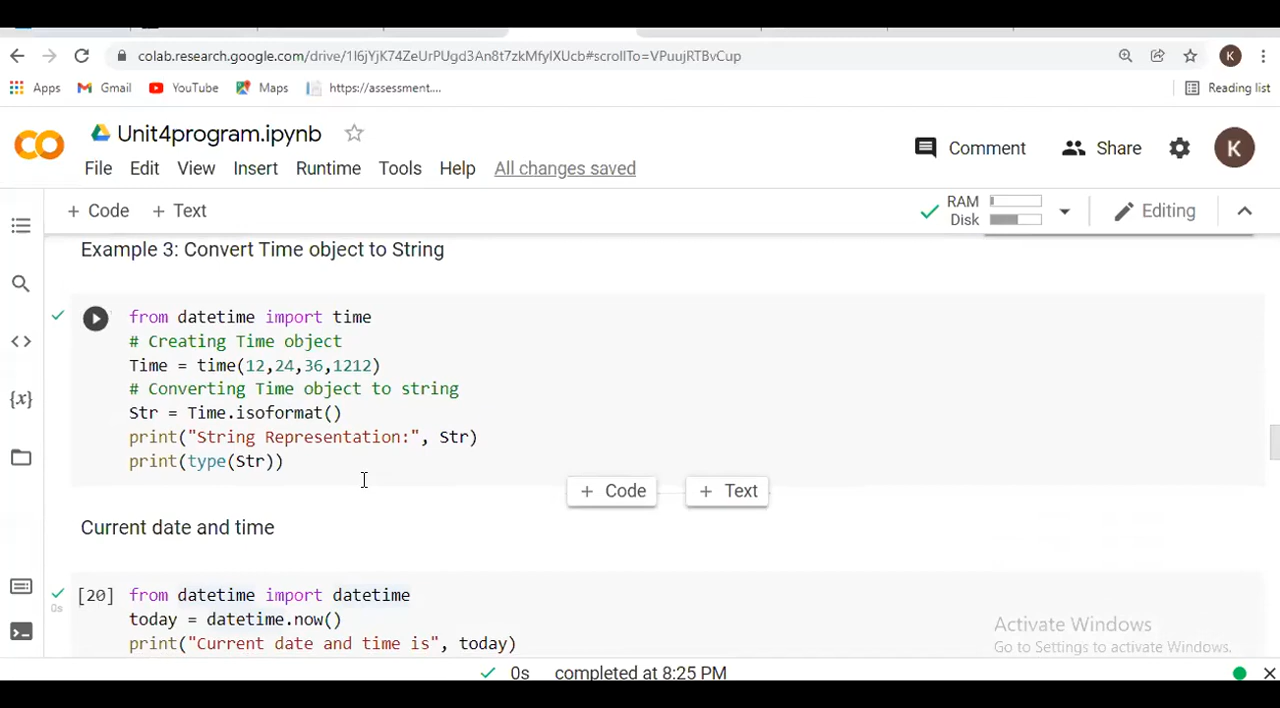 colab.research.google.com/drive/1I6jYjK74ZeUrPUgd3An8t7zkMfyIXUcb#scrollTo=VPuujRTBvCup
K
Apps Gmail YouTube Maps https://assessment.... Reading list
Unit4program.ipynb
Comment Share K
File Edit View Insert Runtime Tools Help All changes saved
+ Code + Text RAM Disk Editing
Example 3: Convert Time object to String
from datetime import time
# Creating Time object
Time = time(12,24,36,1212)
# Converting Time object to string
Str = Time.isoformat()
print("String Representation:", Str)
print(type(Str))
+ Code + Text
Current date and time
[20] from datetime import datetime
0s
today = datetime.now()
print("Current date and time is", today)
Activate Windows
Go to Settings to activate Windows.
0s completed at 8:25 PM